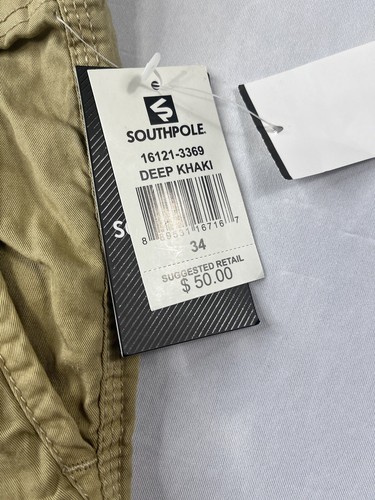 SOUTHPOLE
16121-3369
DEEP KHAKI
34
SUGGESTED RETAIL
$ 50.00